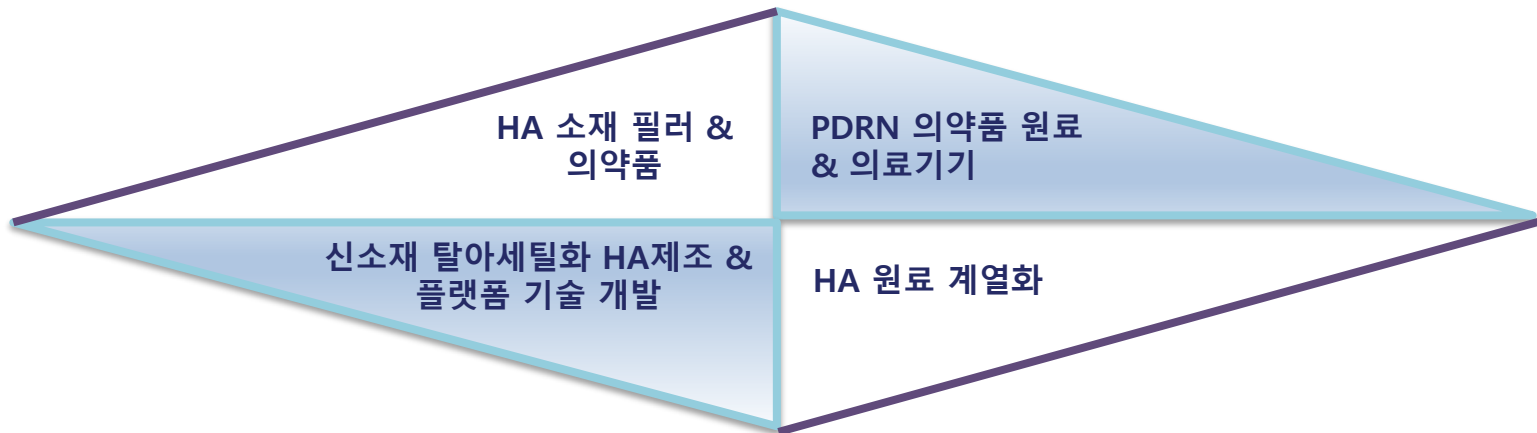 HA 소재 필러 &
의약품
PDRN 의약품 원료
& 의료기기
신소재 탈아세틸화 HA제조 &
플랫폼 기술 개발
HA 원료 계열화